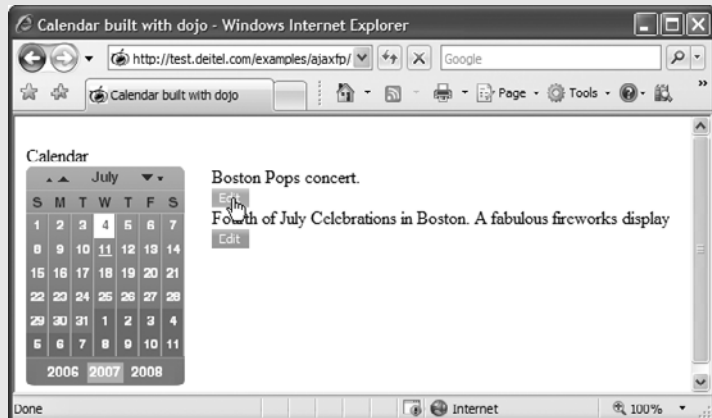 Calendar built with dojo - Windows Internet Explorer
http://test.deitel.com/examples/ajaxfp/
Google
Calendar built with dojo
Page
Tools
»
Calendar
July
S M T W T F S
1 2 3 4 5 6 7
8 9 10 11 12 13 14
15 16 17 18 19 20 21
22 23 24 25 26 27 28
29 30 31 1 2 3 4
5 6 7 8 9 10 11
2006 2007 2008
Boston Pops concert.
Edit
Fourth of July Celebrations in Boston. A fabulous fireworks display
Edit
Done
Internet
100%